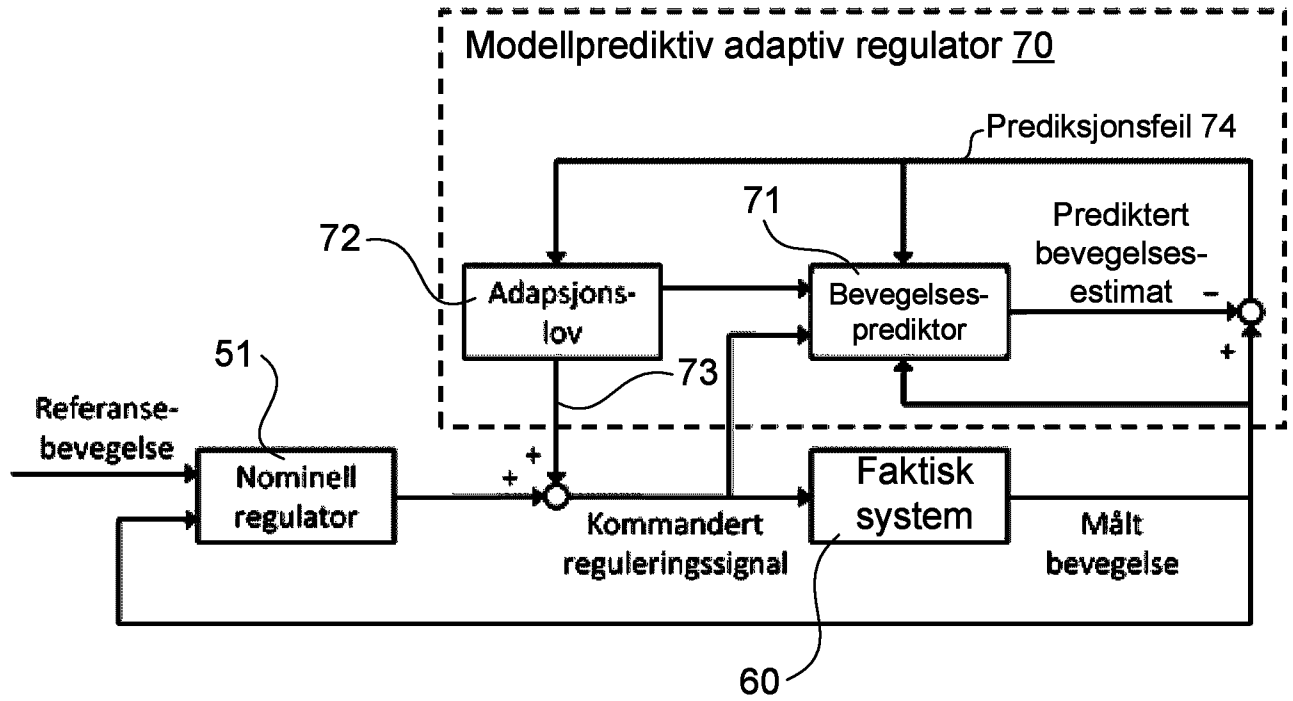 Modellprediktiv adaptiv regulator 70
Prediksjonsfeil 74
71
72
Prediktert
bevegelses-
estimat
−
Adapsjons-
lov
Bevegelses-
prediktor
+
51
73
Referanse-
bevegelse
+
+
Nominell
regulator
Faktisk
system
Kommandert
reguleringssignal
Målt
bevegelse
60